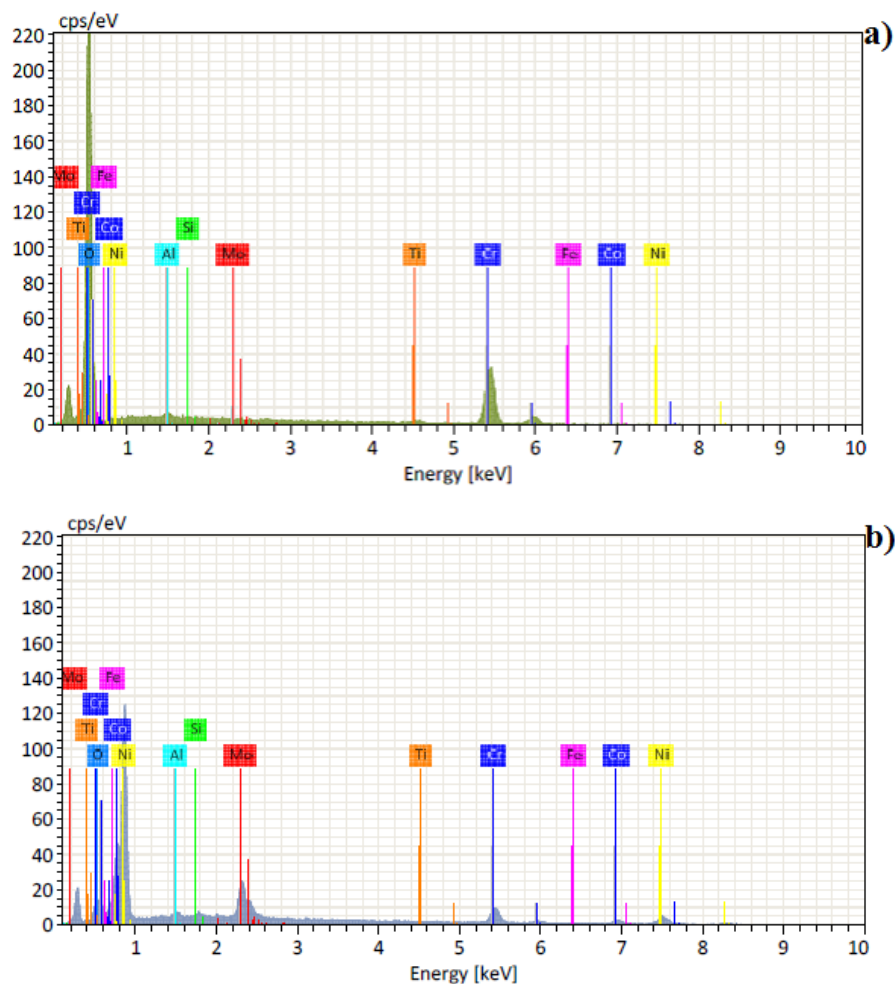 cps/eV
a)
220
200
180
160
140
120
100
80
60
40
20
0
Mo Fe
Cr
Ti Co Si
O Ni Al Mo Ti Cr Fe Co Ni
1 2 3 4 5 6 7 8 9 10
Energy [keV]
cps/eV
b)
220
200
180
160
140
120
100
80
60
40
20
0
Mo Fe
Cr
Ti Co Si
O Ni Al Mo Ti Cr Fe Co Ni
1 2 3 4 5 6 7 8 9 10
Energy [keV]